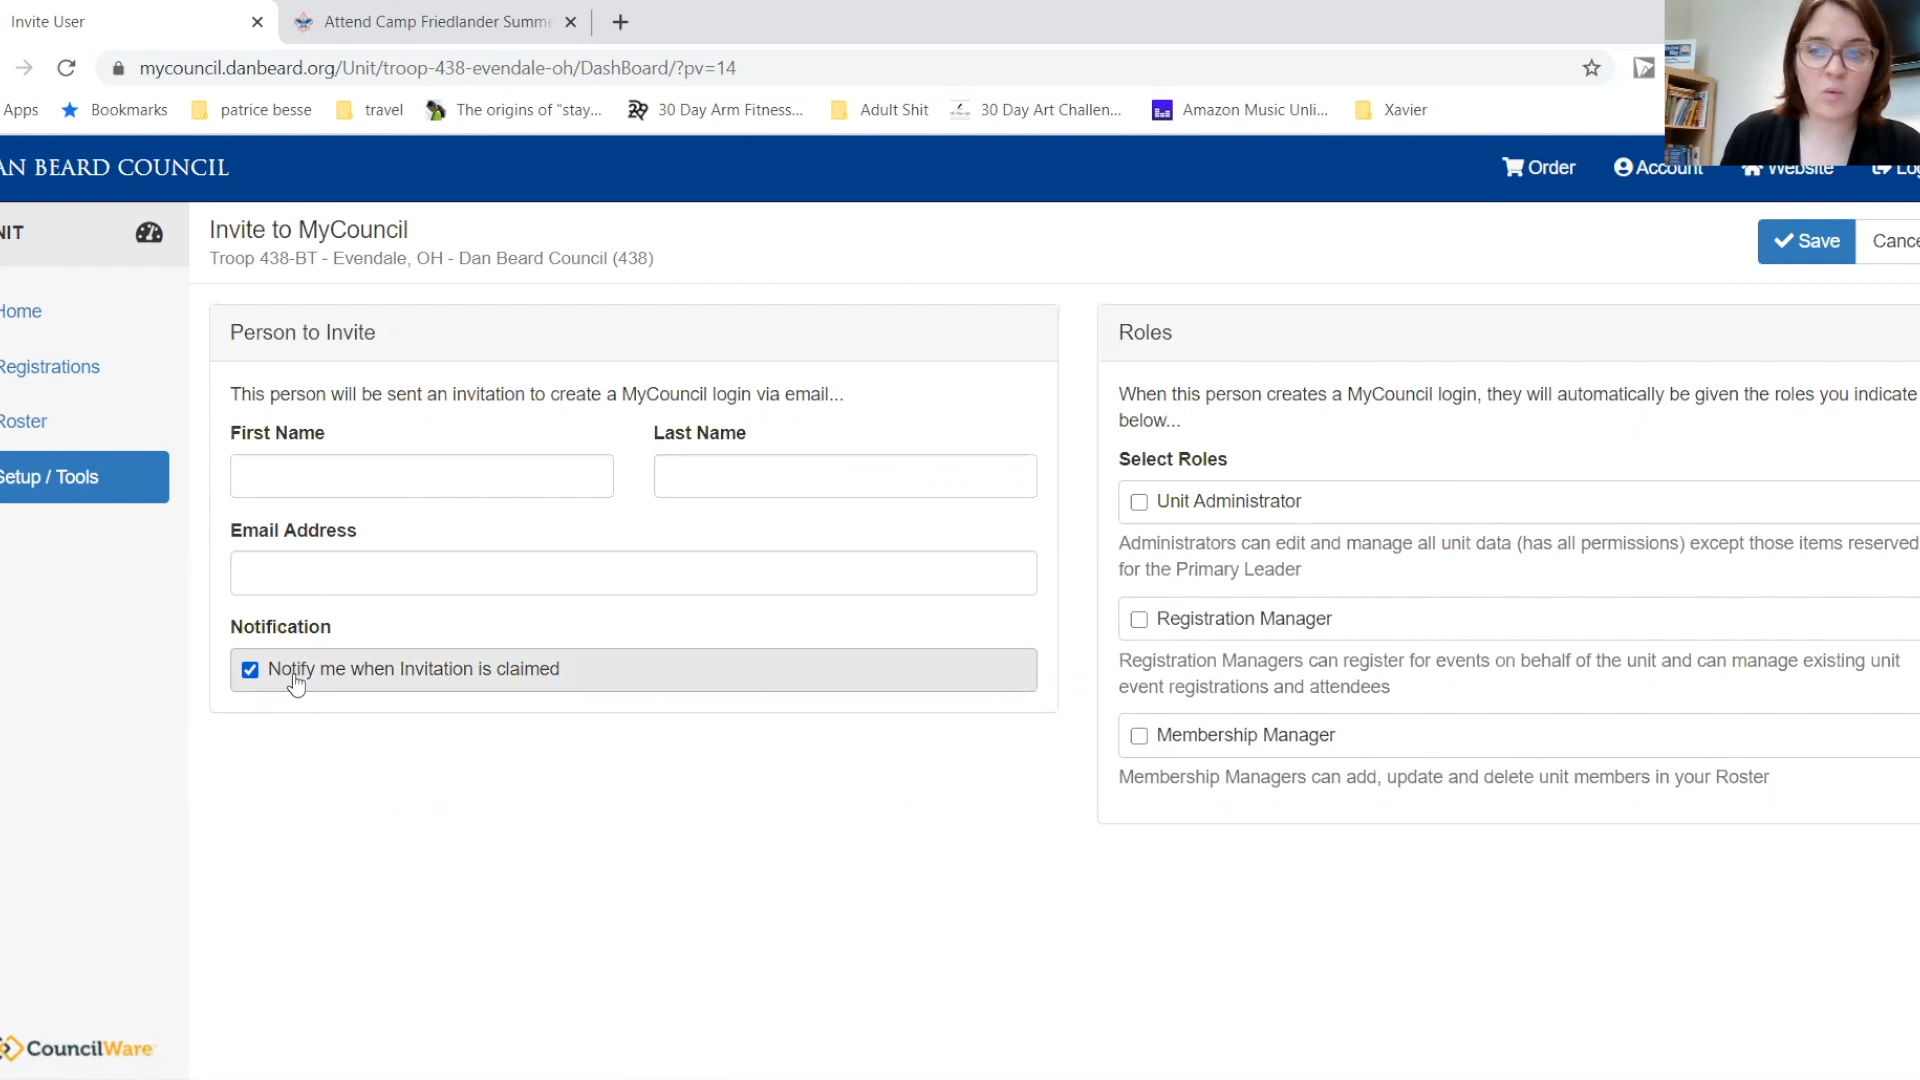 Invite User
Attend Camp Friedlander Summe
mycouncil.danbeard.org/Unit/troop-438-evendale-oh/DashBoard/?pv=14
Apps Bookmarks patrice besse travel The origins of "stay... 30 Day Arm Fitness... Adult Shit 30 Day Art Challen... Amazon Music Unli... Xavier
AN BEARD COUNCIL
Order Account Website Log
NIT
Invite to MyCouncil
Troop 438-BT - Evendale, OH - Dan Beard Council (438)
Save Cance
Home
Registrations
Roster
Setup / Tools
Person to Invite
This person will be sent an invitation to create a MyCouncil login via email...
First Name Last Name
Email Address
Notification
Notify me when Invitation is claimed
Roles
When this person creates a MyCouncil login, they will automatically be given the roles you indicate
below...
Select Roles
Unit Administrator
Administrators can edit and manage all unit data (has all permissions) except those items reserved
for the Primary Leader
Registration Manager
Registration Managers can register for events on behalf of the unit and can manage existing unit
event registrations and attendees
Membership Manager
Membership Managers can add, update and delete unit members in your Roster
CouncilWare